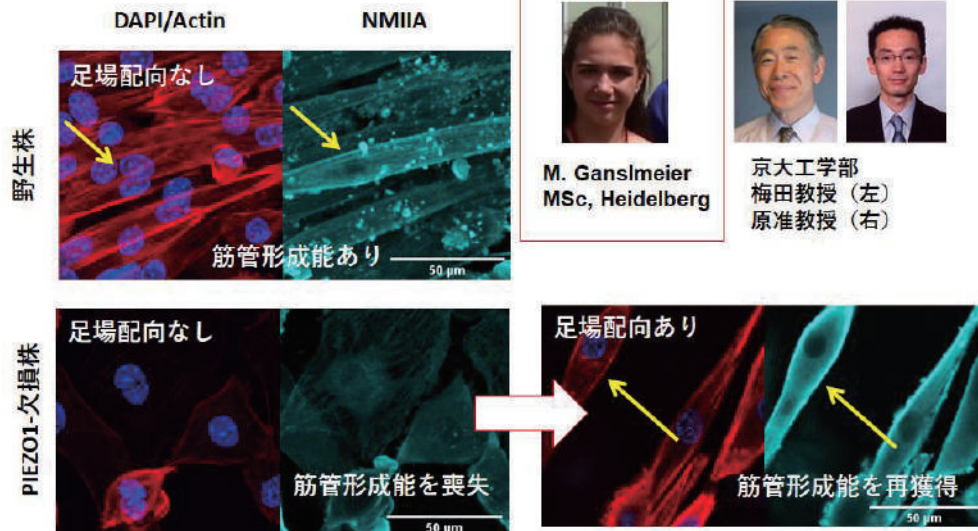 DAPI/Actin
NMIIA
野生株
足場配向なし
筋管形成能あり
50 μm
M. Ganslmeier
MSc, Heidelberg
京大工学部
梅田教授（左）
原准教授（右）
PIEZO1-欠損株
足場配向なし
筋管形成能を喪失
50 μm
足場配向あり
筋管形成能を再獲得
50 μm